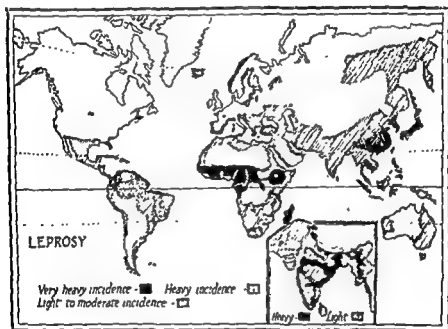 LEPROSY
Very heavy incidence - Heavy incidence -
Light to moderate incidence -
Heavy - Light -